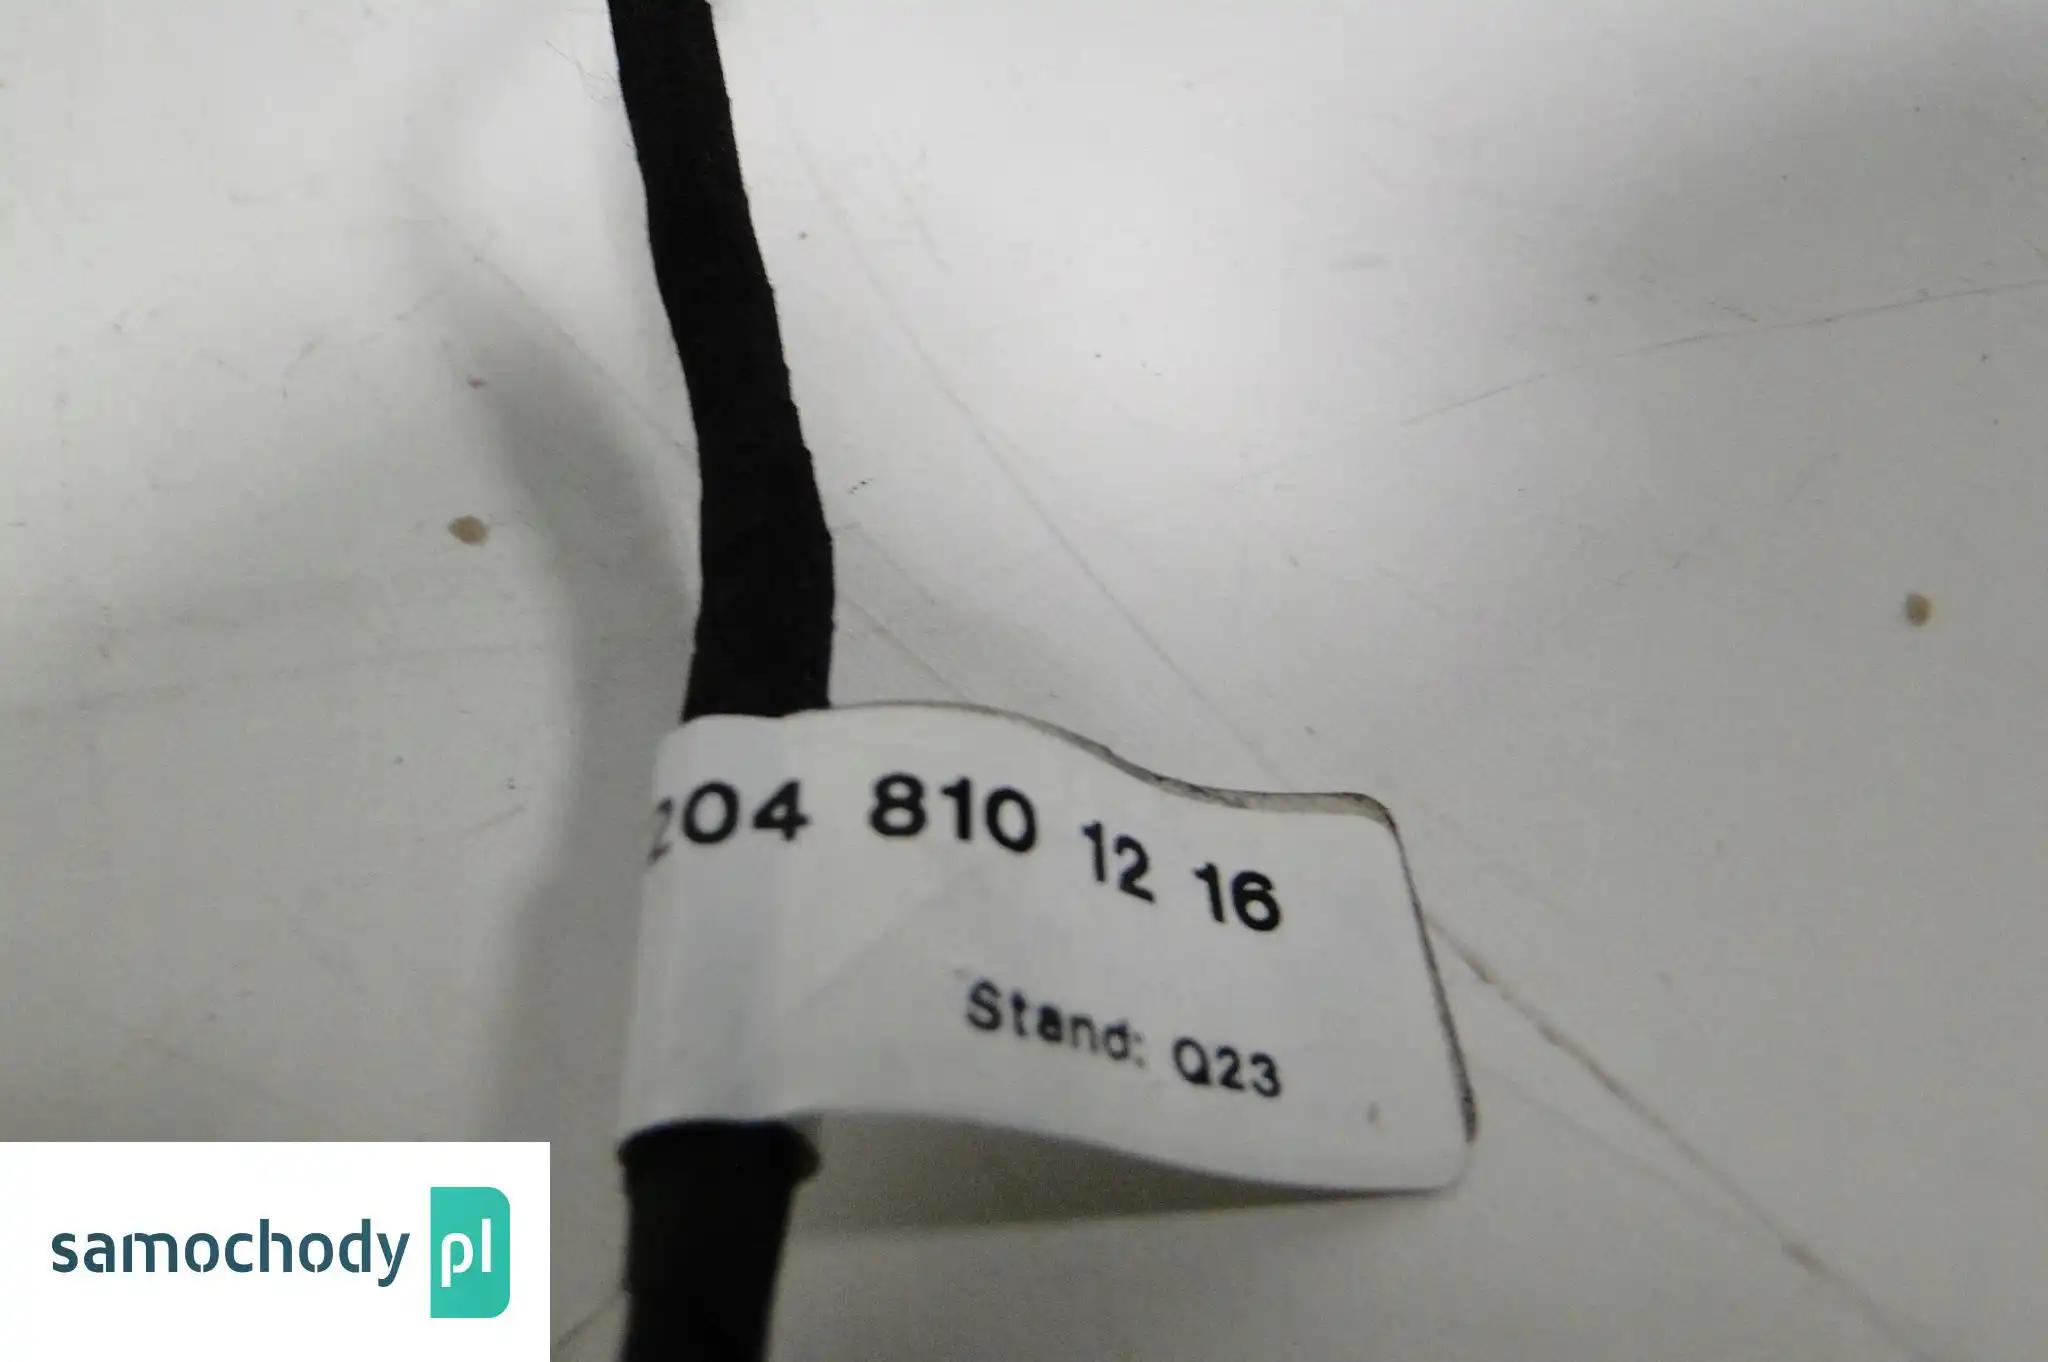 204 810 12 16
Stand: Q23
samochody pl